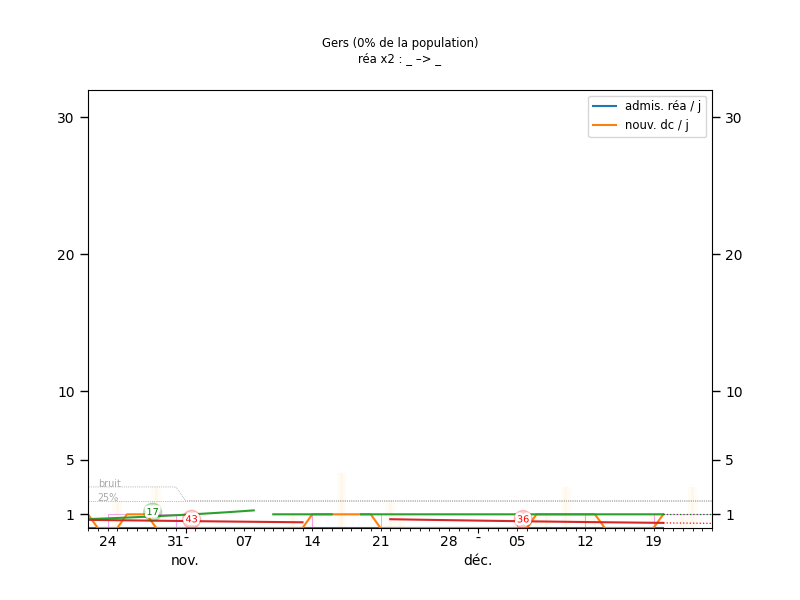 Gers (0% de la population)
réa x2 : _ –> _
admis. réa / j
nouv. dc / j
30 30
20 20
10 10
5 5
bruit
25%
17
43
36
1 1
24 31 07 14 21 28 05 12 19
- -
nov. déc.